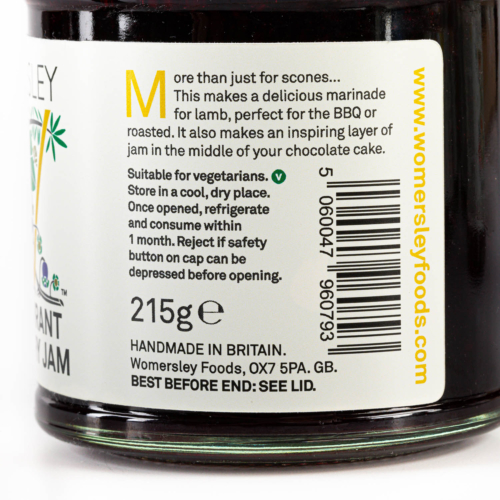 SLEY
RANT
Y JAM
TM
More than just for scones...
This makes a delicious marinade
for lamb, perfect for the BBQ or
roasted. It also makes an inspiring layer of
jam in the middle of your chocolate cake.
Suitable for vegetarians. V
Store in a cool, dry place.
Once opened, refrigerate
and consume within
1 month. Reject if safety
button on cap can be
depressed before opening.
215g e
HANDMADE IN BRITAIN.
Womersley Foods, OX7 5PA. GB.
BEST BEFORE END: SEE LID.
5 060047 960793
www.womersleyfoods.com